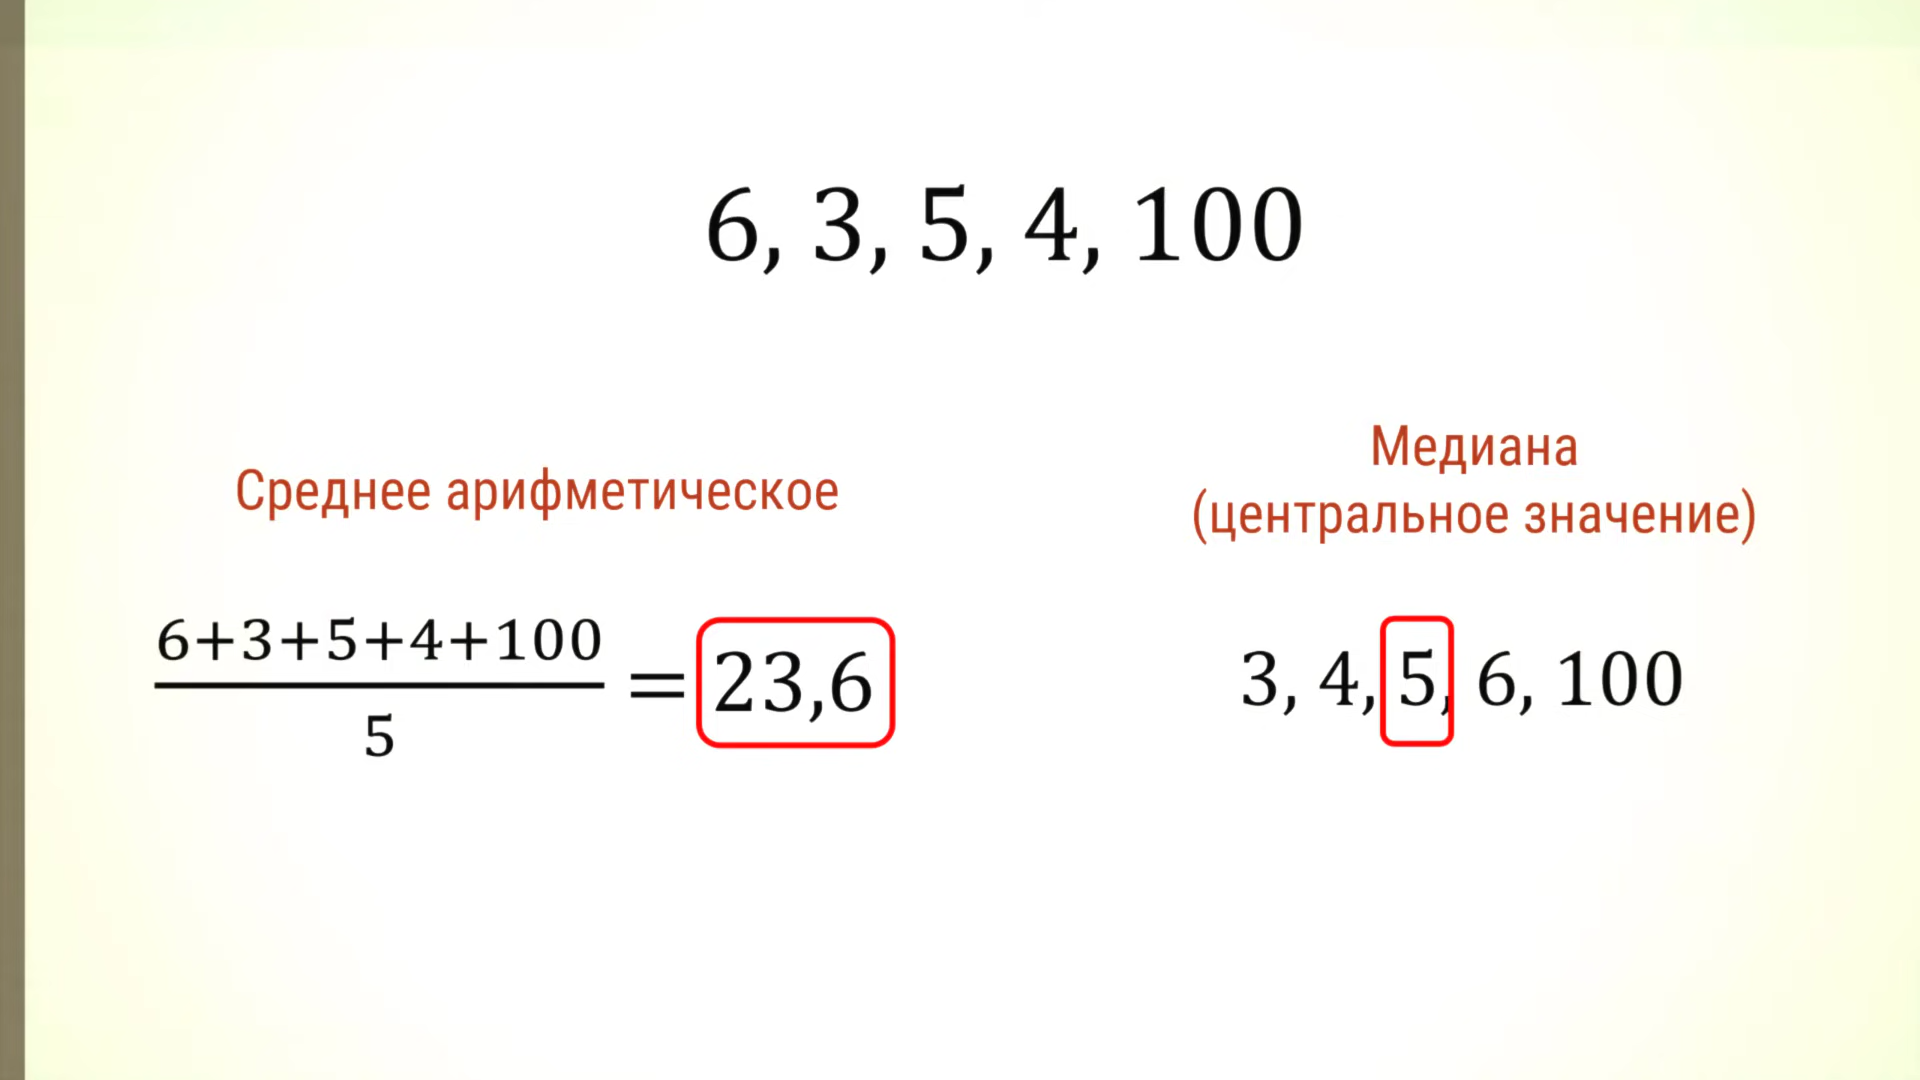 6, 3, 5, 4, 100
Среднее арифметическое
6+3+5+4+100
5
= 23,6
Медиана
(центральное значение)
3, 4, 5, 6, 100